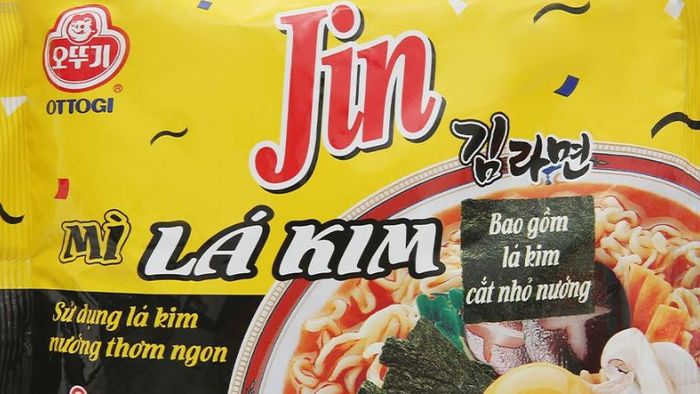 오뚜기
®
OTTOGI
Jin
김라면
MÌ LÁ KIM
Bao gồm
lá kim
cắt nhỏ nướng
Sử dụng lá kim
nướng thơm ngon